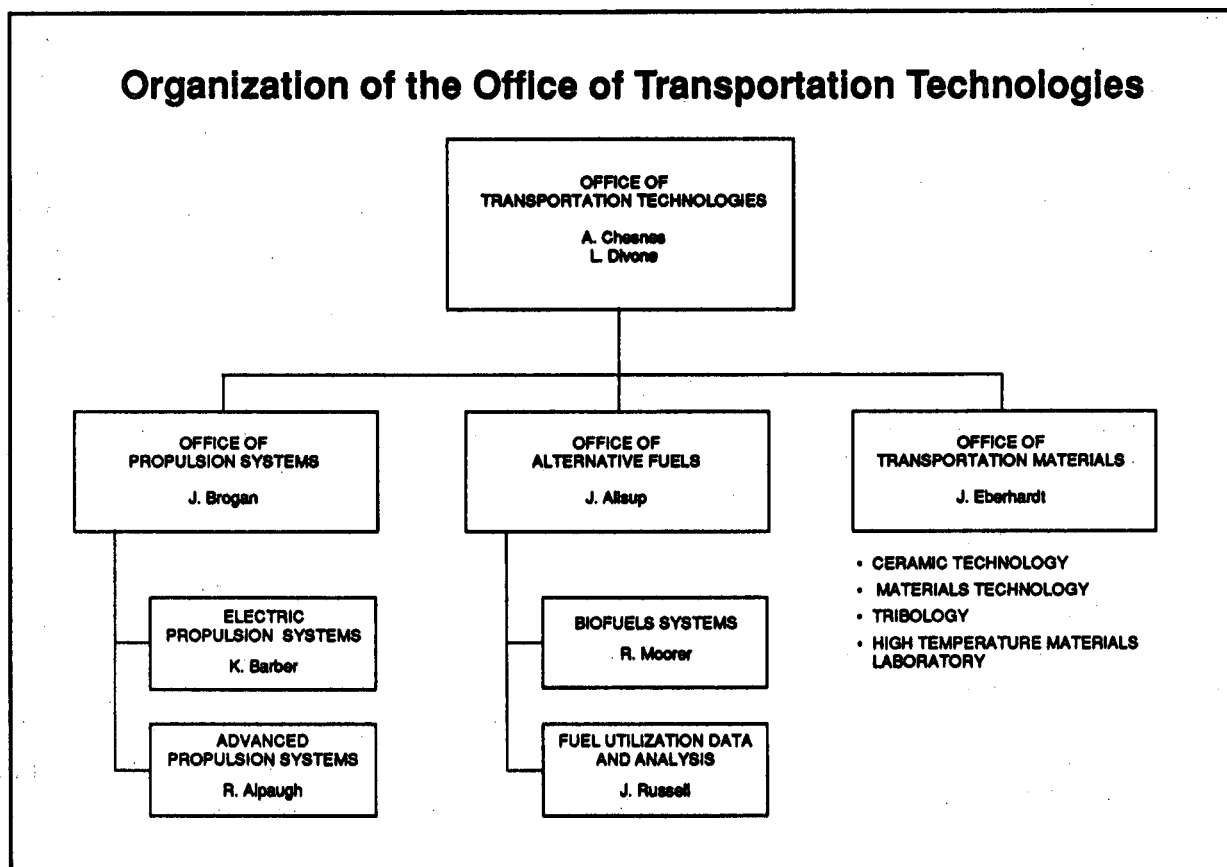 Organization of the Office of Transportation Technologies
OFFICE OF
TRANSPORTATION TECHNOLOGIES
A. Chesnes
L. Divone
OFFICE OF
PROPULSION SYSTEMS
J. Brogan
OFFICE OF
ALTERNATIVE FUELS
J. Allsup
OFFICE OF
TRANSPORTATION MATERIALS
J. Eberhardt
ELECTRIC
PROPULSION SYSTEMS
K. Barber
ADVANCED
PROPULSION SYSTEMS
R. Alpaugh
BIOFUELS SYSTEMS
R. Moorer
FUEL UTILIZATION DATA
AND ANALYSIS
J. Russell
• CERAMIC TECHNOLOGY
• MATERIALS TECHNOLOGY
• TRIBOLOGY
• HIGH TEMPERATURE MATERIALS
LABORATORY